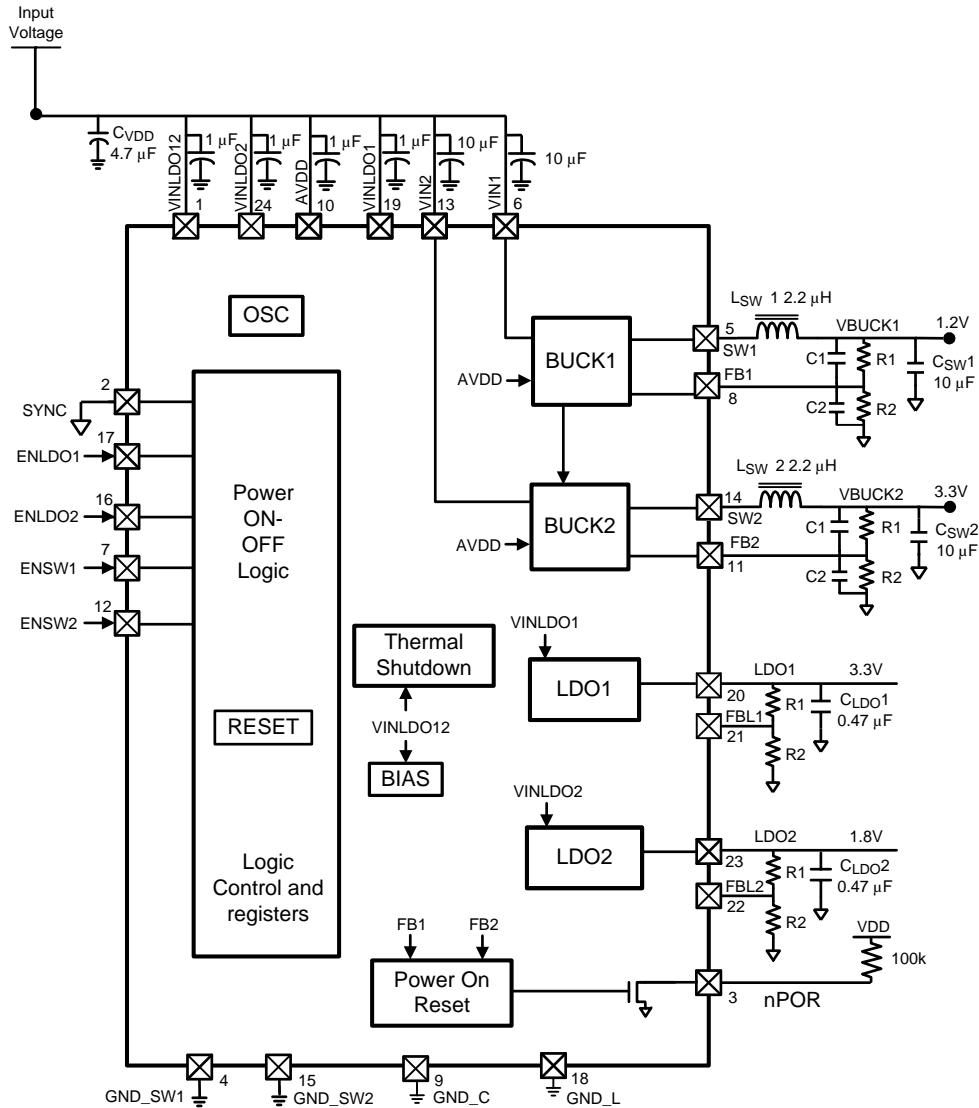 Input
Voltage
CVDD
4.7 μF
VINLDO12
1 μF
1
VINLDO2
1 μF
24
AVDD
1 μF
10
VINLDO1
1 μF
19
VIN2
10 μF
13
VIN1
10 μF
6
OSC
2
SYNC
17
ENLDO1
16
ENLDO2
7
ENSW1
12
ENSW2
Power
ON-
OFF
Logic
RESET
Logic
Control and
registers
Thermal
Shutdown
VINLDO12
BIAS
BUCK1
AVDD
BUCK2
AVDD
VINLDO1
LDO1
VINLDO2
LDO2
FB1
FB2
Power On
Reset
LSW 1 2.2 μH
5
SW1
VBUCK1
1.2V
FB1
8
C1
R1
C2
R2
CSW1
10 μF
LSW 2 2.2 μH
14
SW2
VBUCK2
3.3V
FB2
11
C1
R1
C2
R2
CSW2
10 μF
LDO1
3.3V
20
FBL1
21
R1
R2
CLDO1
0.47 μF
LDO2
1.8V
23
FBL2
22
R1
R2
CLDO2
0.47 μF
VDD
100k
3
nPOR
GND_SW1
4
GND_SW2
15
GND_C
9
GND_L
18